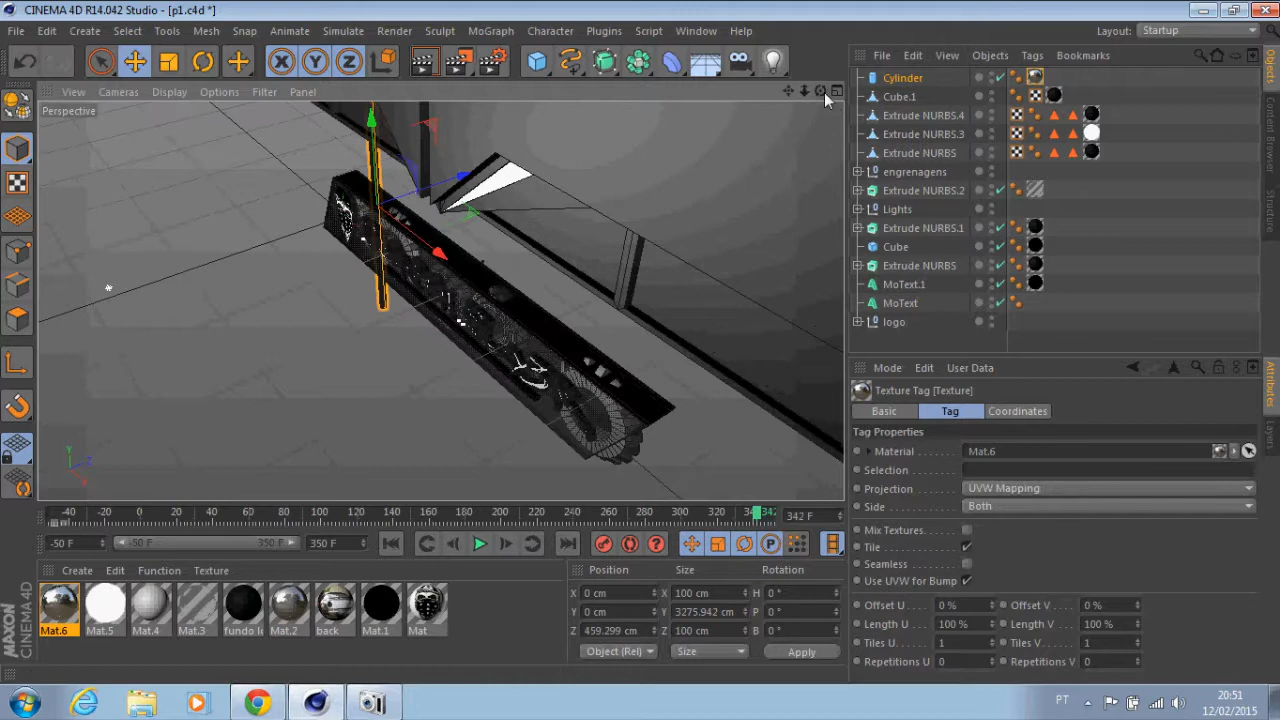 CINEMA 4D R14.042 Studio - [p1.c4d *]
File Edit Create Select Tools Mesh Snap Animate Simulate Render Sculpt MoGraph Character Plugins Script Window Help Layout: Startup
X Y Z
File Edit View Objects Tags Bookmarks
View Cameras Display Options Filter Panel
Perspective
Cylinder
Cube.1
Extrude NURBS.4
Extrude NURBS.3
Extrude NURBS
engrenagens
Extrude NURBS.2
Lights
Extrude NURBS.1
Cube
Extrude NURBS
MoText.1
MoText
logo
Objects
Content Browser
Structure
Mode Edit User Data
Texture Tag [Texture]
Basic Tag Coordinates
Tag Properties
Material Mat.6
Selection
Projection UVW Mapping
Side Both
Mix Textures
Tile
Seamless
Use UVW for Bump
Offset U 0 % Offset V 0 %
Length U 100 % Length V 100 %
Tiles U 1 Tiles V 1
Repetitions U 0 Repetitions V 0
Attributes
Layers
Y Z
-40 -20 0 20 40 60 80 100 120 140 160 180 200 220 240 260 280 300 320 342 342 F
-50 F -50 F 350 F 350 F
P
Create Edit Function Texture
Mat.6 Mat.5 Mat.4 Mat.3 fundo l Mat.2 back Mat.1 Mat
Position Size Rotation
X 0 cm X 100 cm H 0 °
Y 0 cm Y 3275.942 cm P 0 °
Z 459.299 cm Z 100 cm B 0 °
Object (Rel) Size Apply
MAXON
CINEMA 4D
PT
20:51
12/02/2015